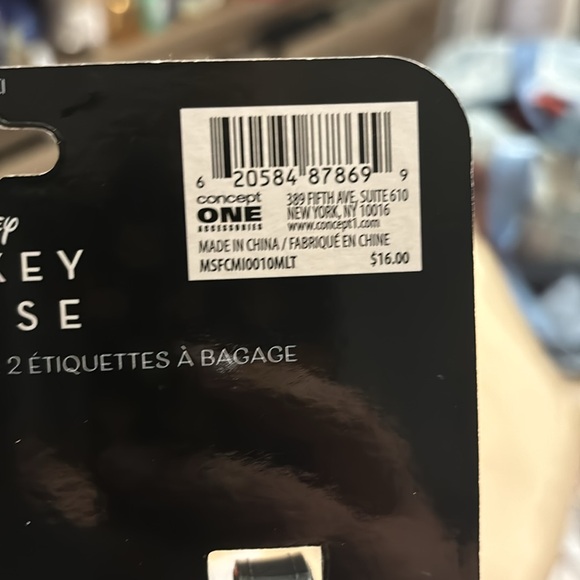 6 20584 87869 9
concept
ONE
ACCESSORIES
389 FIFTH AVE, SUITE 610
NEW YORK, NY 10016
www.concept1.com
MADE IN CHINA / FABRIQUÉ EN CHINE
MSFCMI0010MLT $16.00
EY
KEY
SE
2 ÉTIQUETTES À BAGAGE